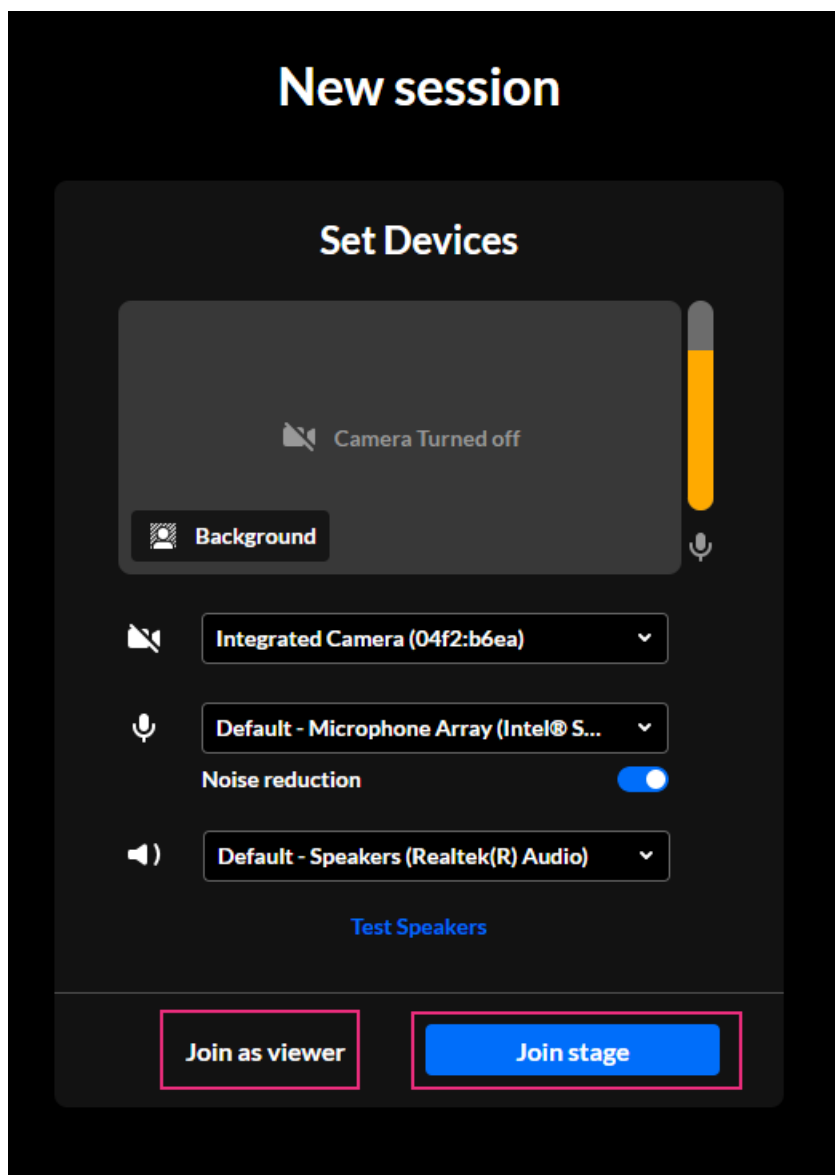 New session
Set Devices
Camera Turned off
Background
Integrated Camera (04f2:b6ea)
Default - Microphone Array (Intel® S...
Noise reduction
Default - Speakers (Realtek(R) Audio)
Test Speakers
Join as viewer
Join stage